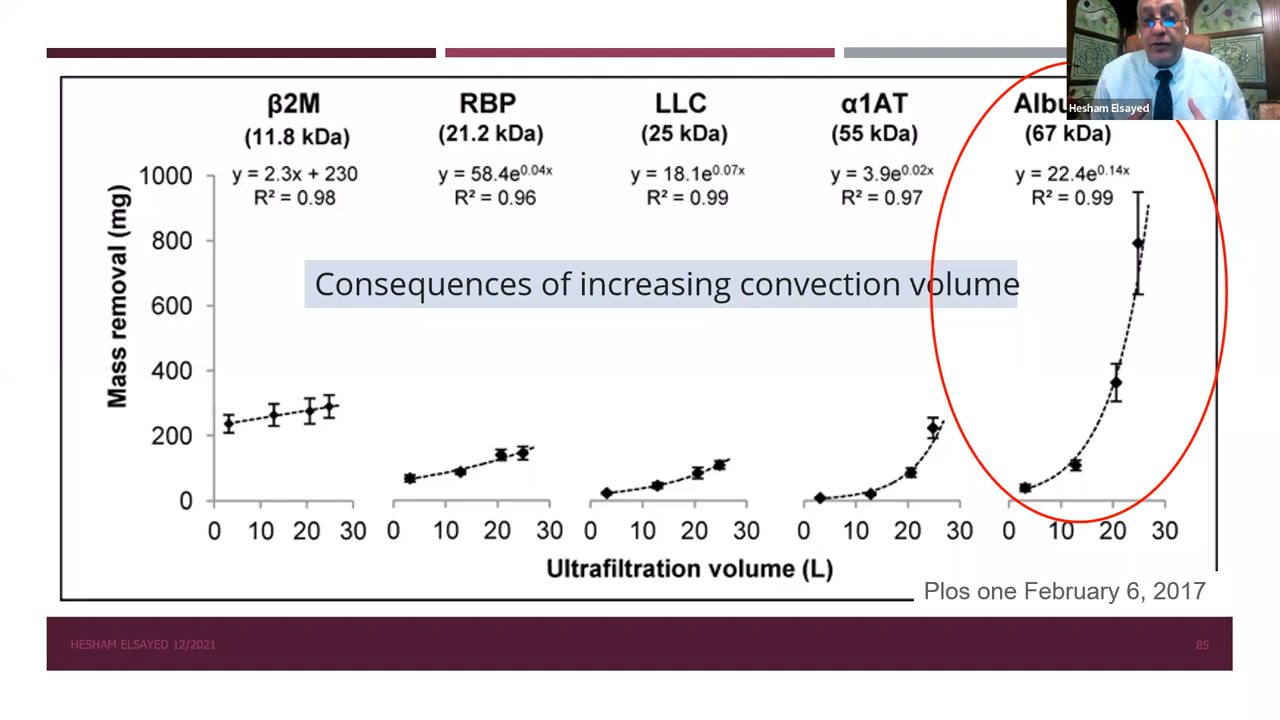 β2M
(11.8 kDa)
y = 2.3x + 230
R² = 0.98
RBP
(21.2 kDa)
y = 58.4e^0.04x
R² = 0.96
LLC
(25 kDa)
y = 18.1e^0.07x
R² = 0.99
α1AT
(55 kDa)
y = 3.9e^0.02x
R² = 0.97
Albu
(67 kDa)
y = 22.4e^0.14x
R² = 0.99
Hesham Elsayed
Consequences of increasing convection volume
Mass removal (mg)
1000
800
600
400
200
0
0 10 20 30
0 10 20 30
0 10 20 30
0 10 20 30
0 10 20 30
Ultrafiltration volume (L)
Plos one February 6, 2017
HESHAM ELSAYED 12/2021
85